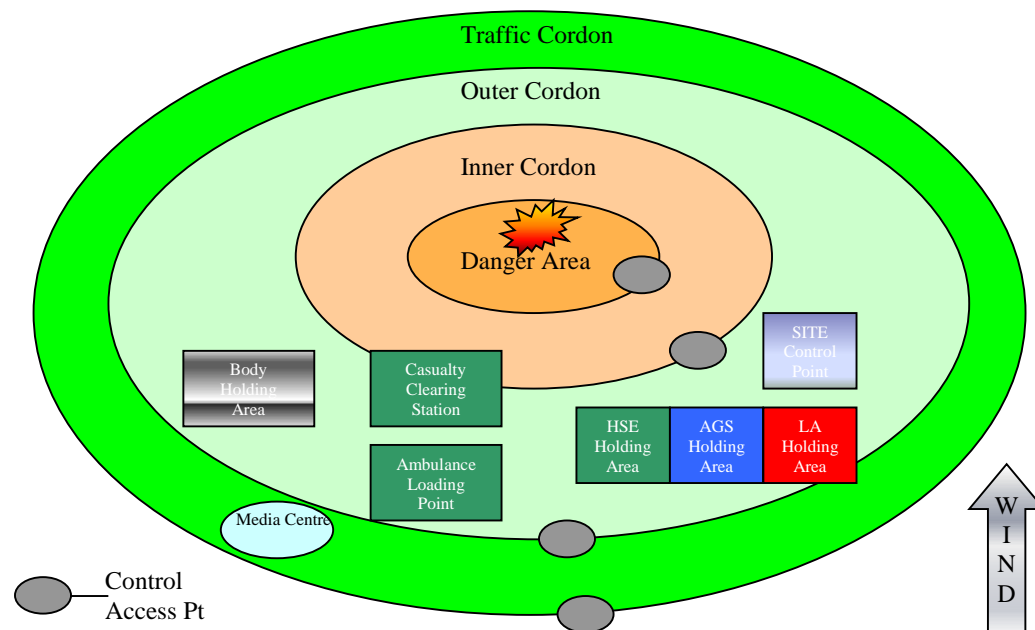 Traffic Cordon
Outer Cordon
Inner Cordon
Danger Area
SITE
Control
Point
Body
Holding
Area
Casualty
Clearing
Station
HSE
Holding
Area
AGS
Holding
Area
LA
Holding
Area
Ambulance
Loading
Point
Media Centre
W
I
N
D
Control
Access Pt